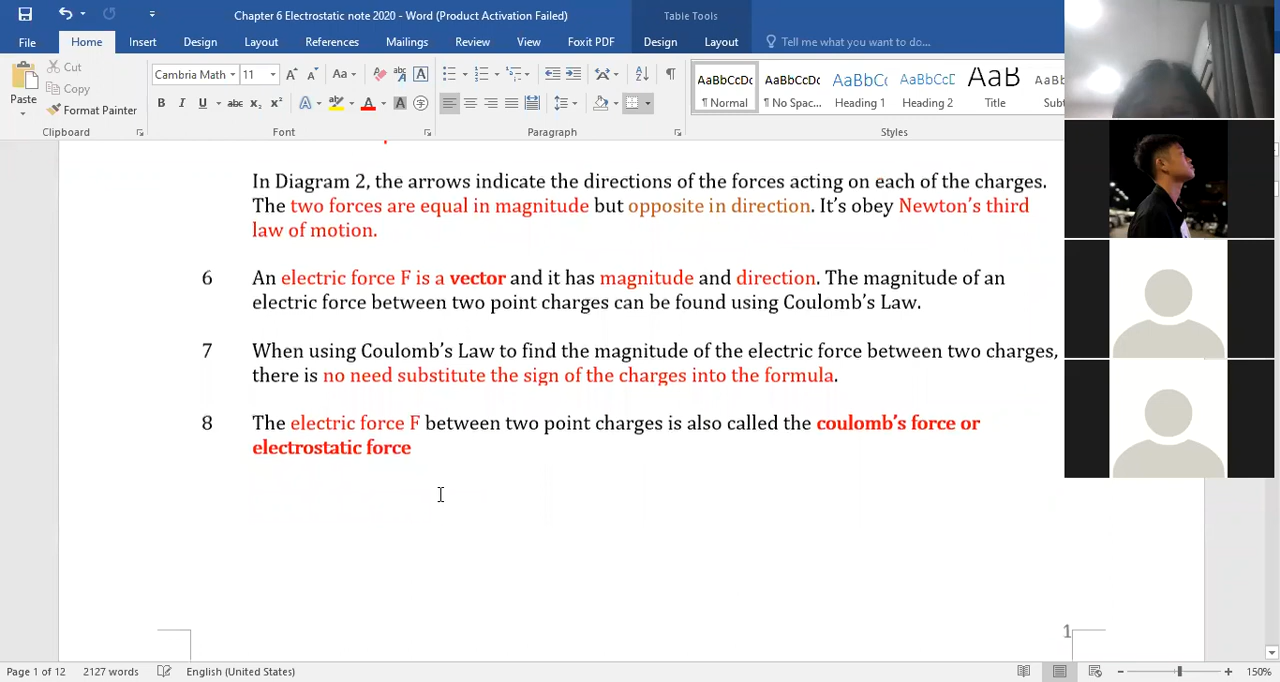 Chapter 6 Electrostatic note 2020 - Word (Product Activation Failed)
Table Tools
File Home Insert Design Layout References Mailings Review View Foxit PDF Design Layout Tell me what you want to do...
Cut
Copy
Format Painter
Paste
Cambria Math 11
AaBbCcDc AaBbCcDc AaBbCc AaBbCcD AaB
¶ Normal ¶ No Spac... Heading 1 Heading 2 Title
Clipboard Font Paragraph Styles
In Diagram 2, the arrows indicate the directions of the forces acting on each of the charges.
The two forces are equal in magnitude but opposite in direction. It’s obey Newton’s third
law of motion.
6 An electric force F is a vector and it has magnitude and direction. The magnitude of an
electric force between two point charges can be found using Coulomb’s Law.
7 When using Coulomb’s Law to find the magnitude of the electric force between two charges,
there is no need substitute the sign of the charges into the formula.
8 The electric force F between two point charges is also called the coulomb’s force or
electrostatic force
1
Page 1 of 12 2127 words English (United States) 150%